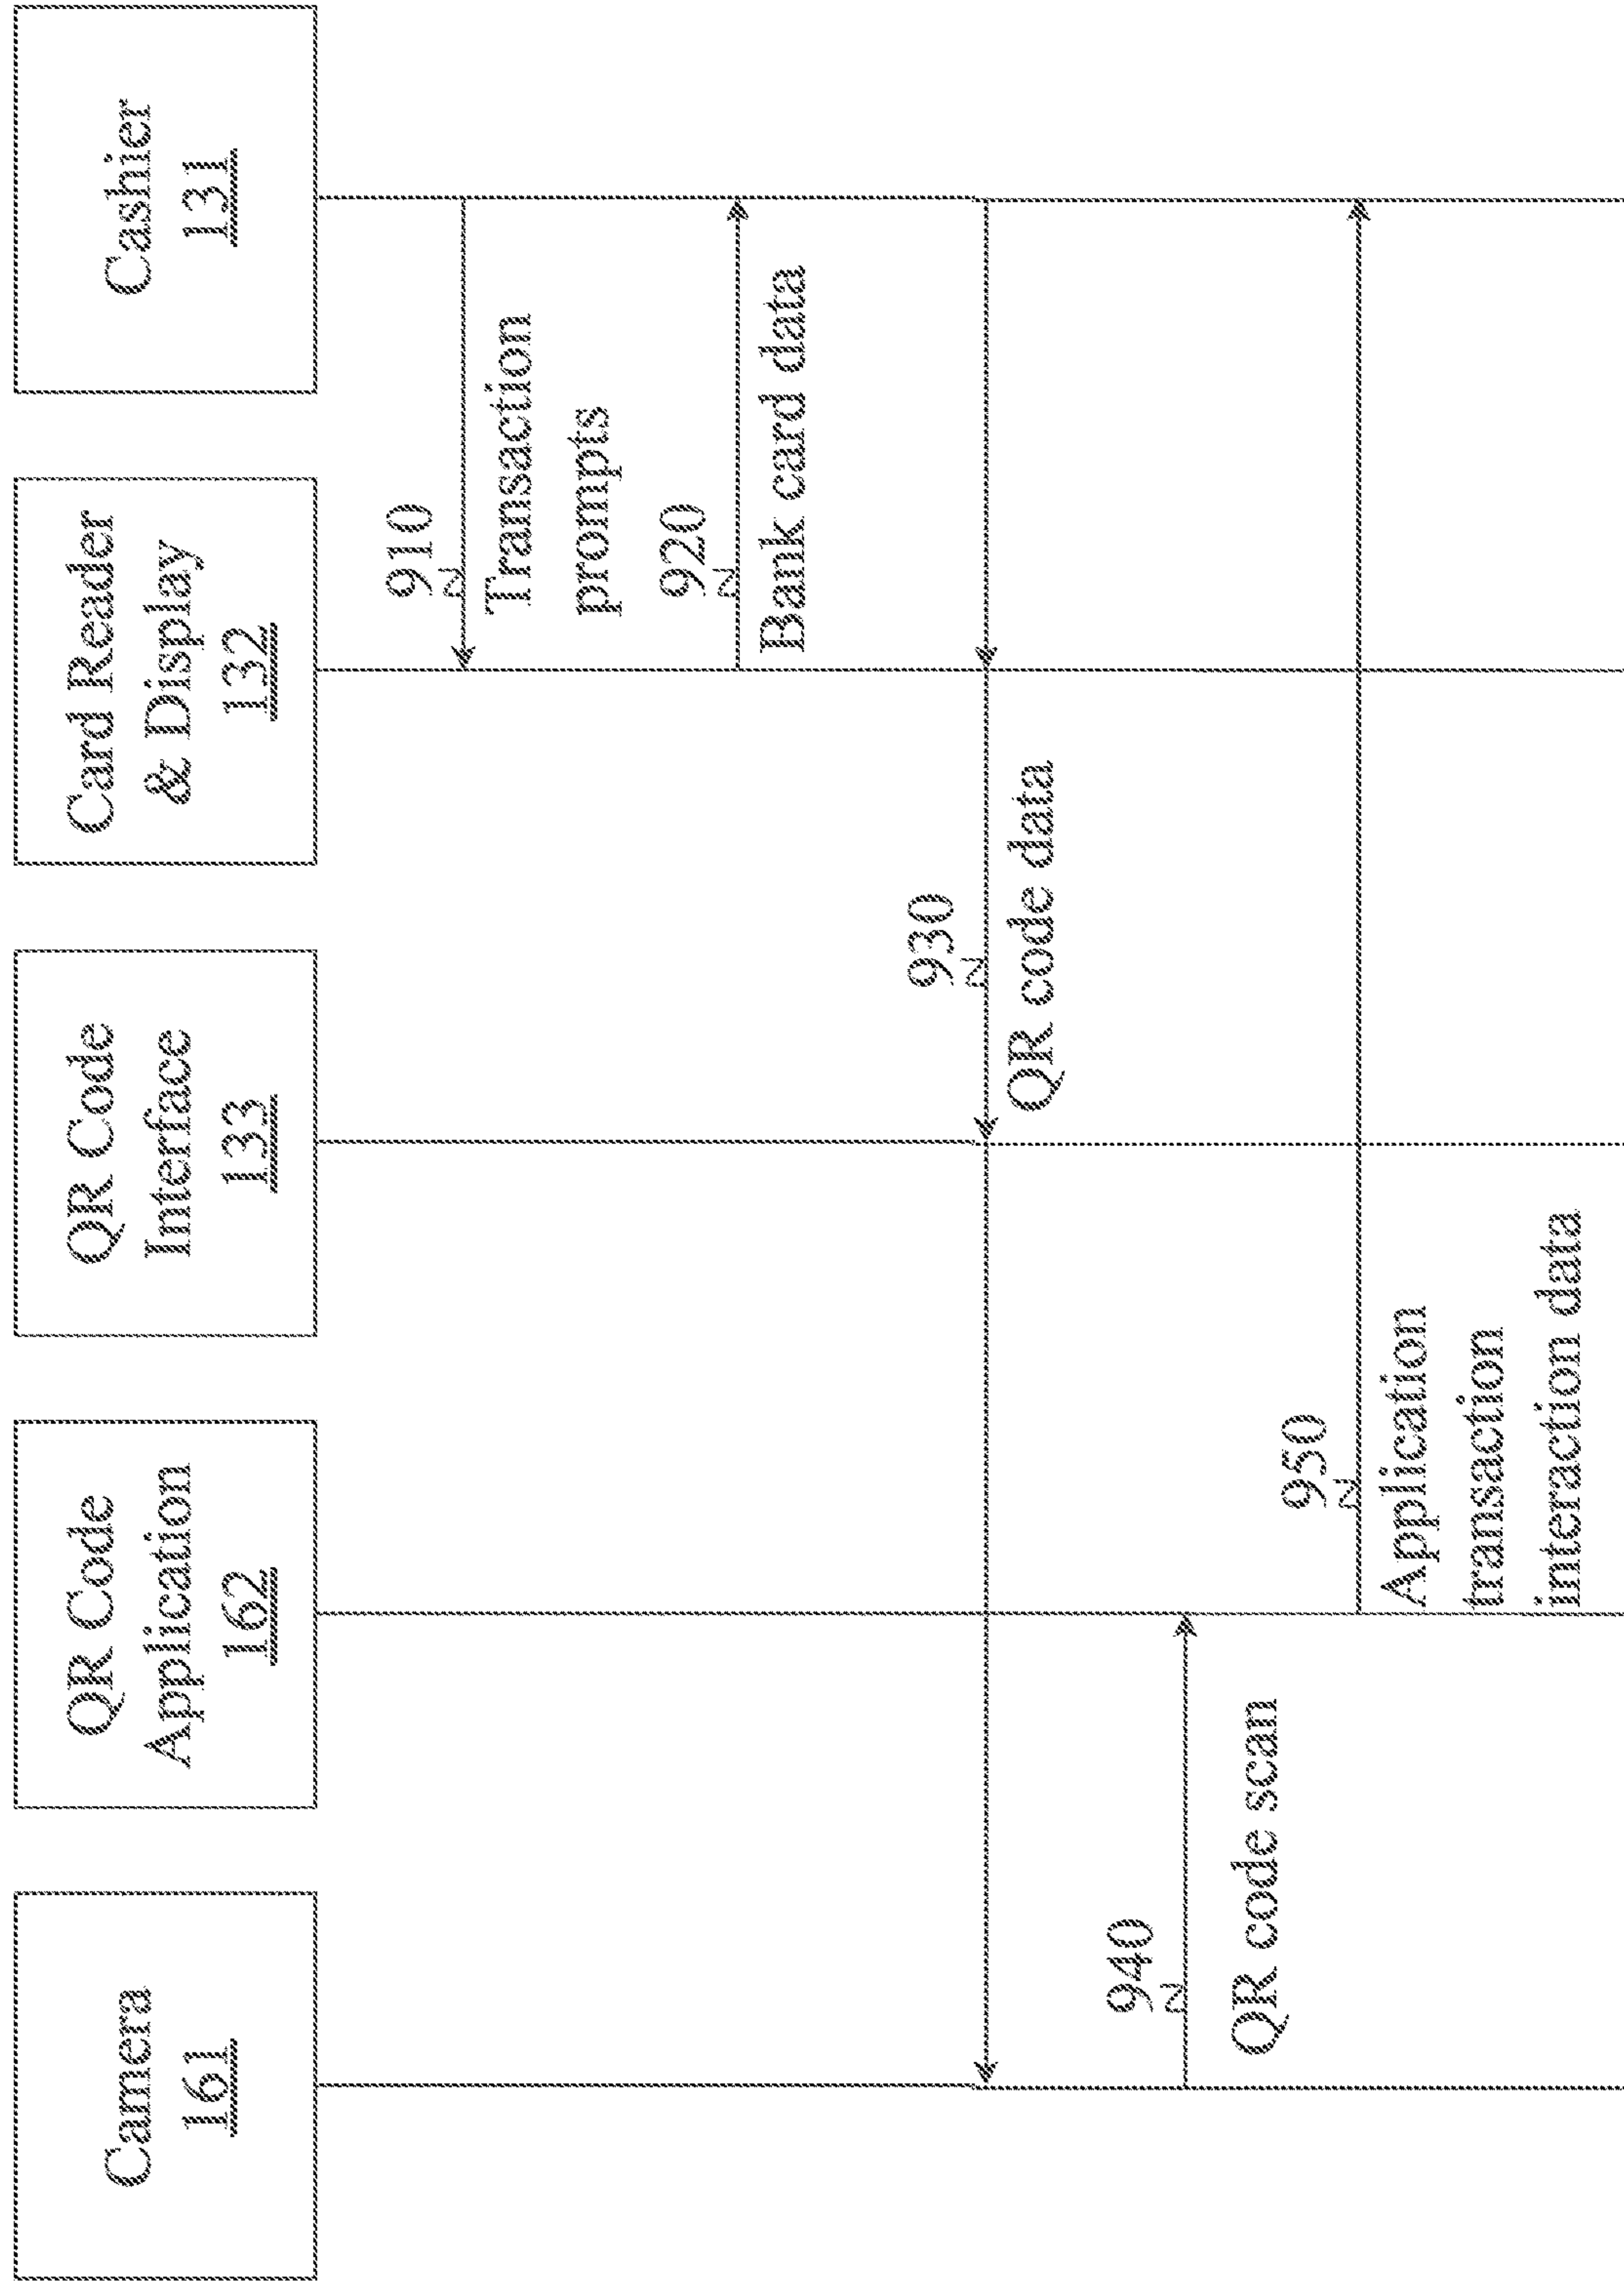 Camera
161
QR Code
Application
162
QR Code
Interface
133
Card Reader
& Display
132
Cashier
131
910
Transaction
prompts
920
Bank card data
930
QR code data
940
QR code scan
950
Application
transaction
interaction data